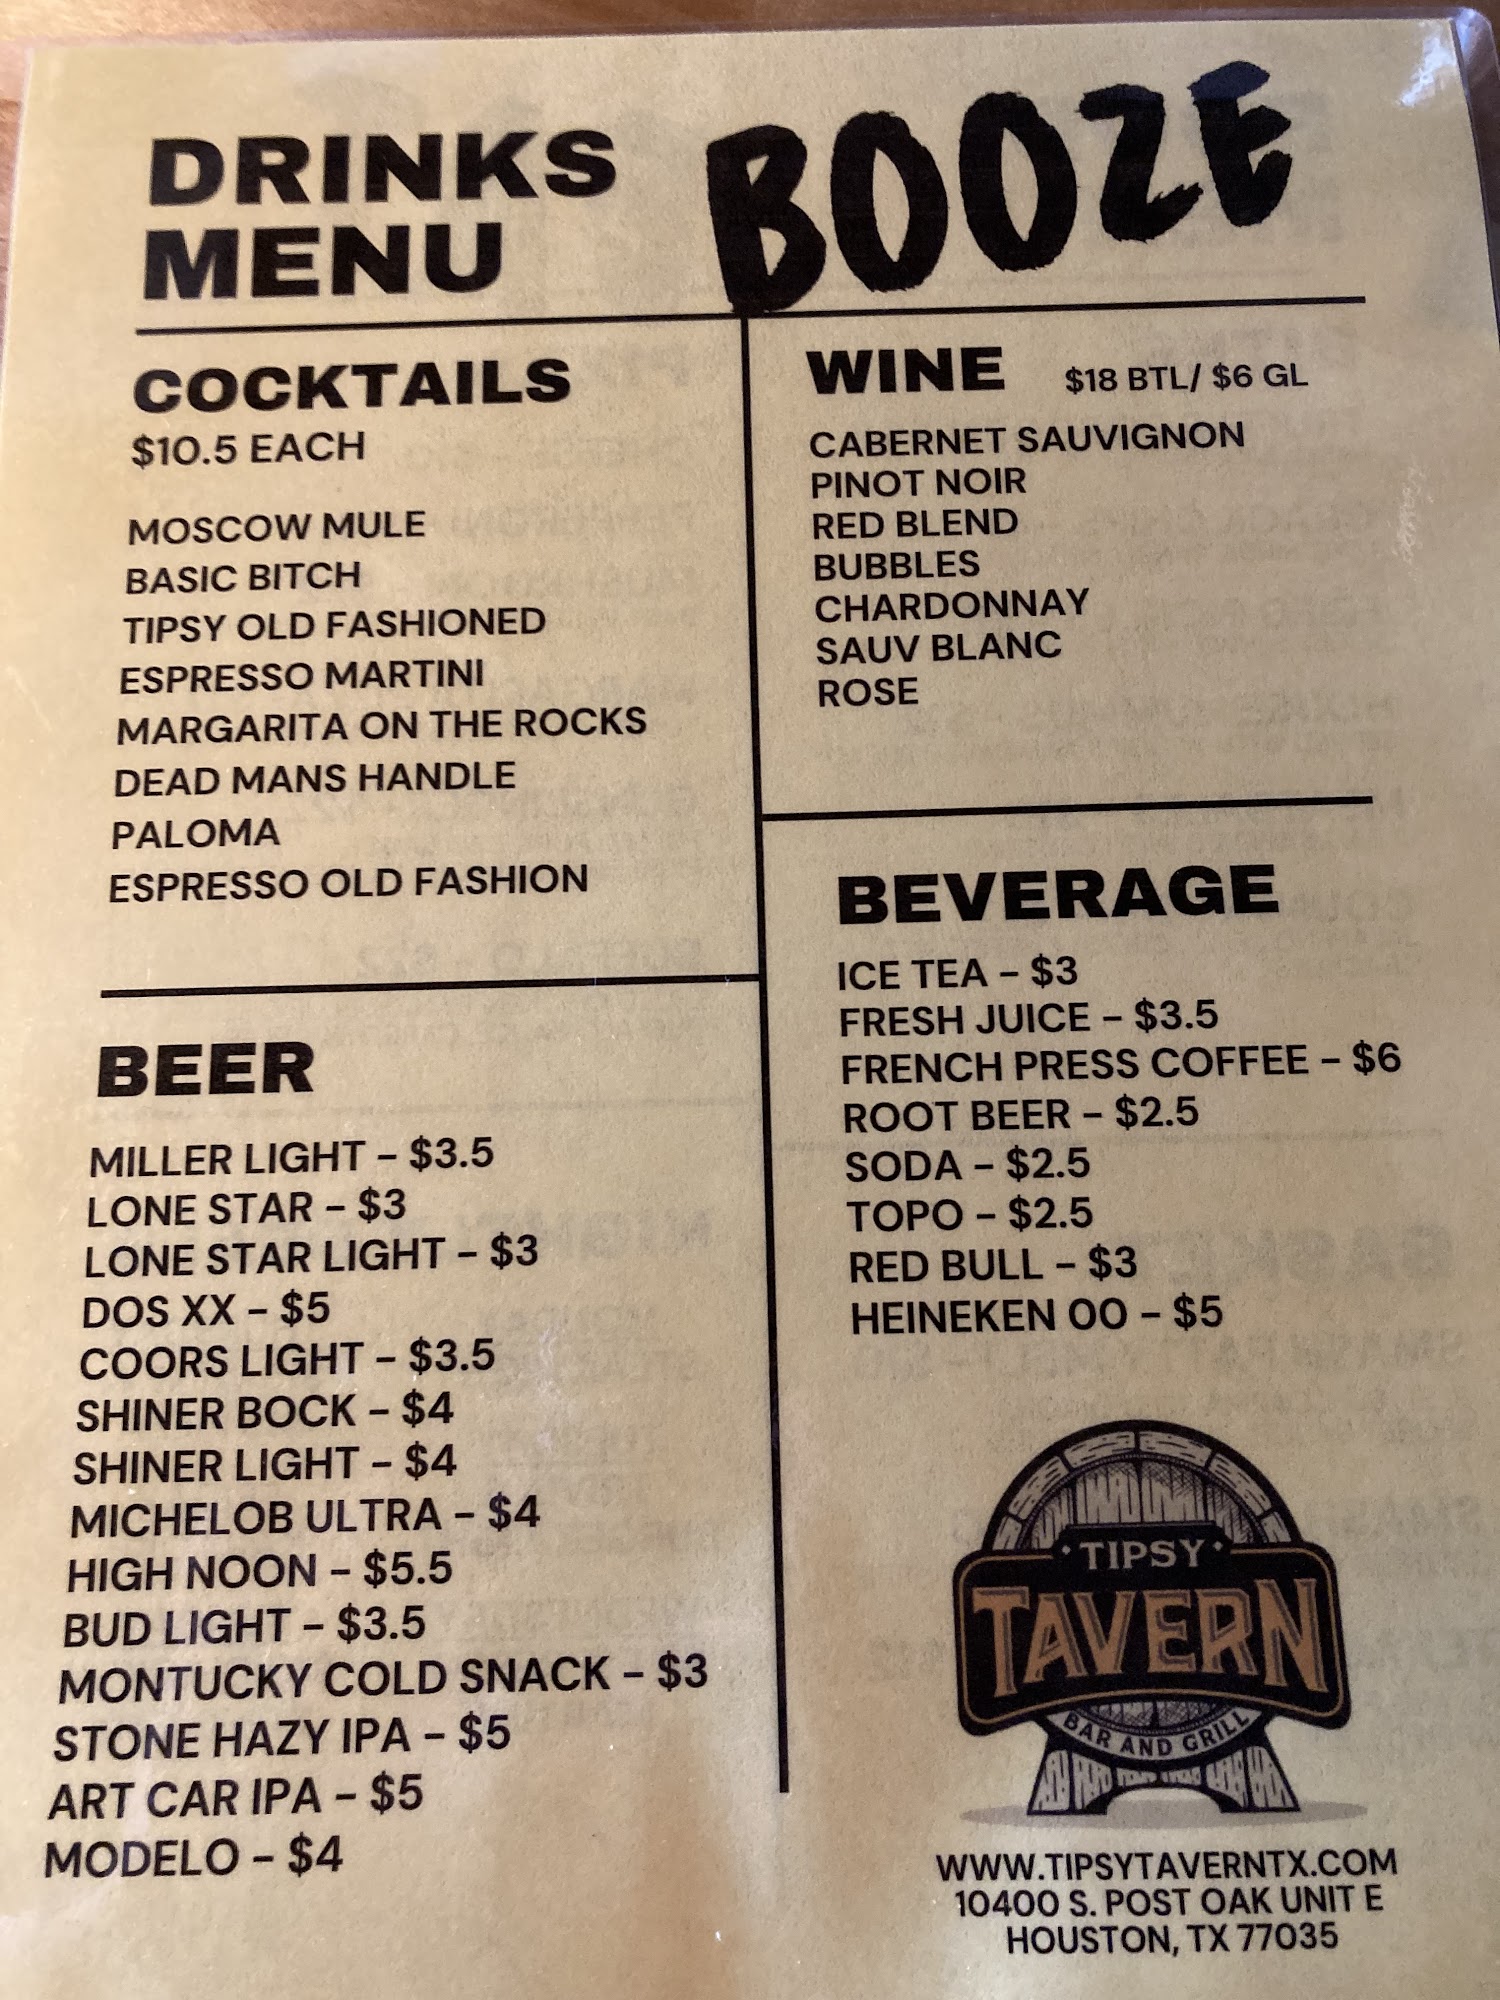 DRINKS
MENU
BOOZE
COCKTAILS
$10.5 EACH
MOSCOW MULE
BASIC BITCH
TIPSY OLD FASHIONED
ESPRESSO MARTINI
MARGARITA ON THE ROCKS
DEAD MANS HANDLE
PALOMA
ESPRESSO OLD FASHION
BEER
MILLER LIGHT – $3.5
LONE STAR – $3
LONE STAR LIGHT – $3
DOS XX – $5
COORS LIGHT – $3.5
SHINER BOCK – $4
SHINER LIGHT – $4
MICHELOB ULTRA – $4
HIGH NOON – $5.5
BUD LIGHT – $3.5
MONTUCKY COLD SNACK – $3
STONE HAZY IPA – $5
ART CAR IPA – $5
MODELO – $4
WINE $18 BTL/ $6 GL
CABERNET SAUVIGNON
PINOT NOIR
RED BLEND
BUBBLES
CHARDONNAY
SAUV BLANC
ROSE
BEVERAGE
ICE TEA – $3
FRESH JUICE – $3.5
FRENCH PRESS COFFEE – $6
ROOT BEER – $2.5
SODA – $2.5
TOPO – $2.5
RED BULL – $3
HEINEKEN 00 – $5
TIPSY
TAVERN
BAR AND GRILL
WWW.TIPSYTAVERNTX.COM
10400 S. POST OAK UNIT E
HOUSTON, TX 77035